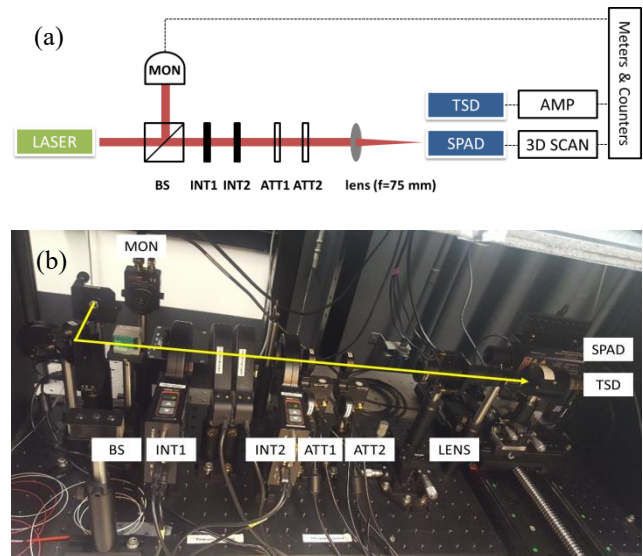 (a)
MON
LASER
BS
INT1
INT2
ATT1
ATT2
lens (f=75 mm)
TSD
AMP
SPAD
3D SCAN
Meters & Counters
(b)
MON
SPAD
TSD
BS
INT1
INT2
ATT1
ATT2
LENS